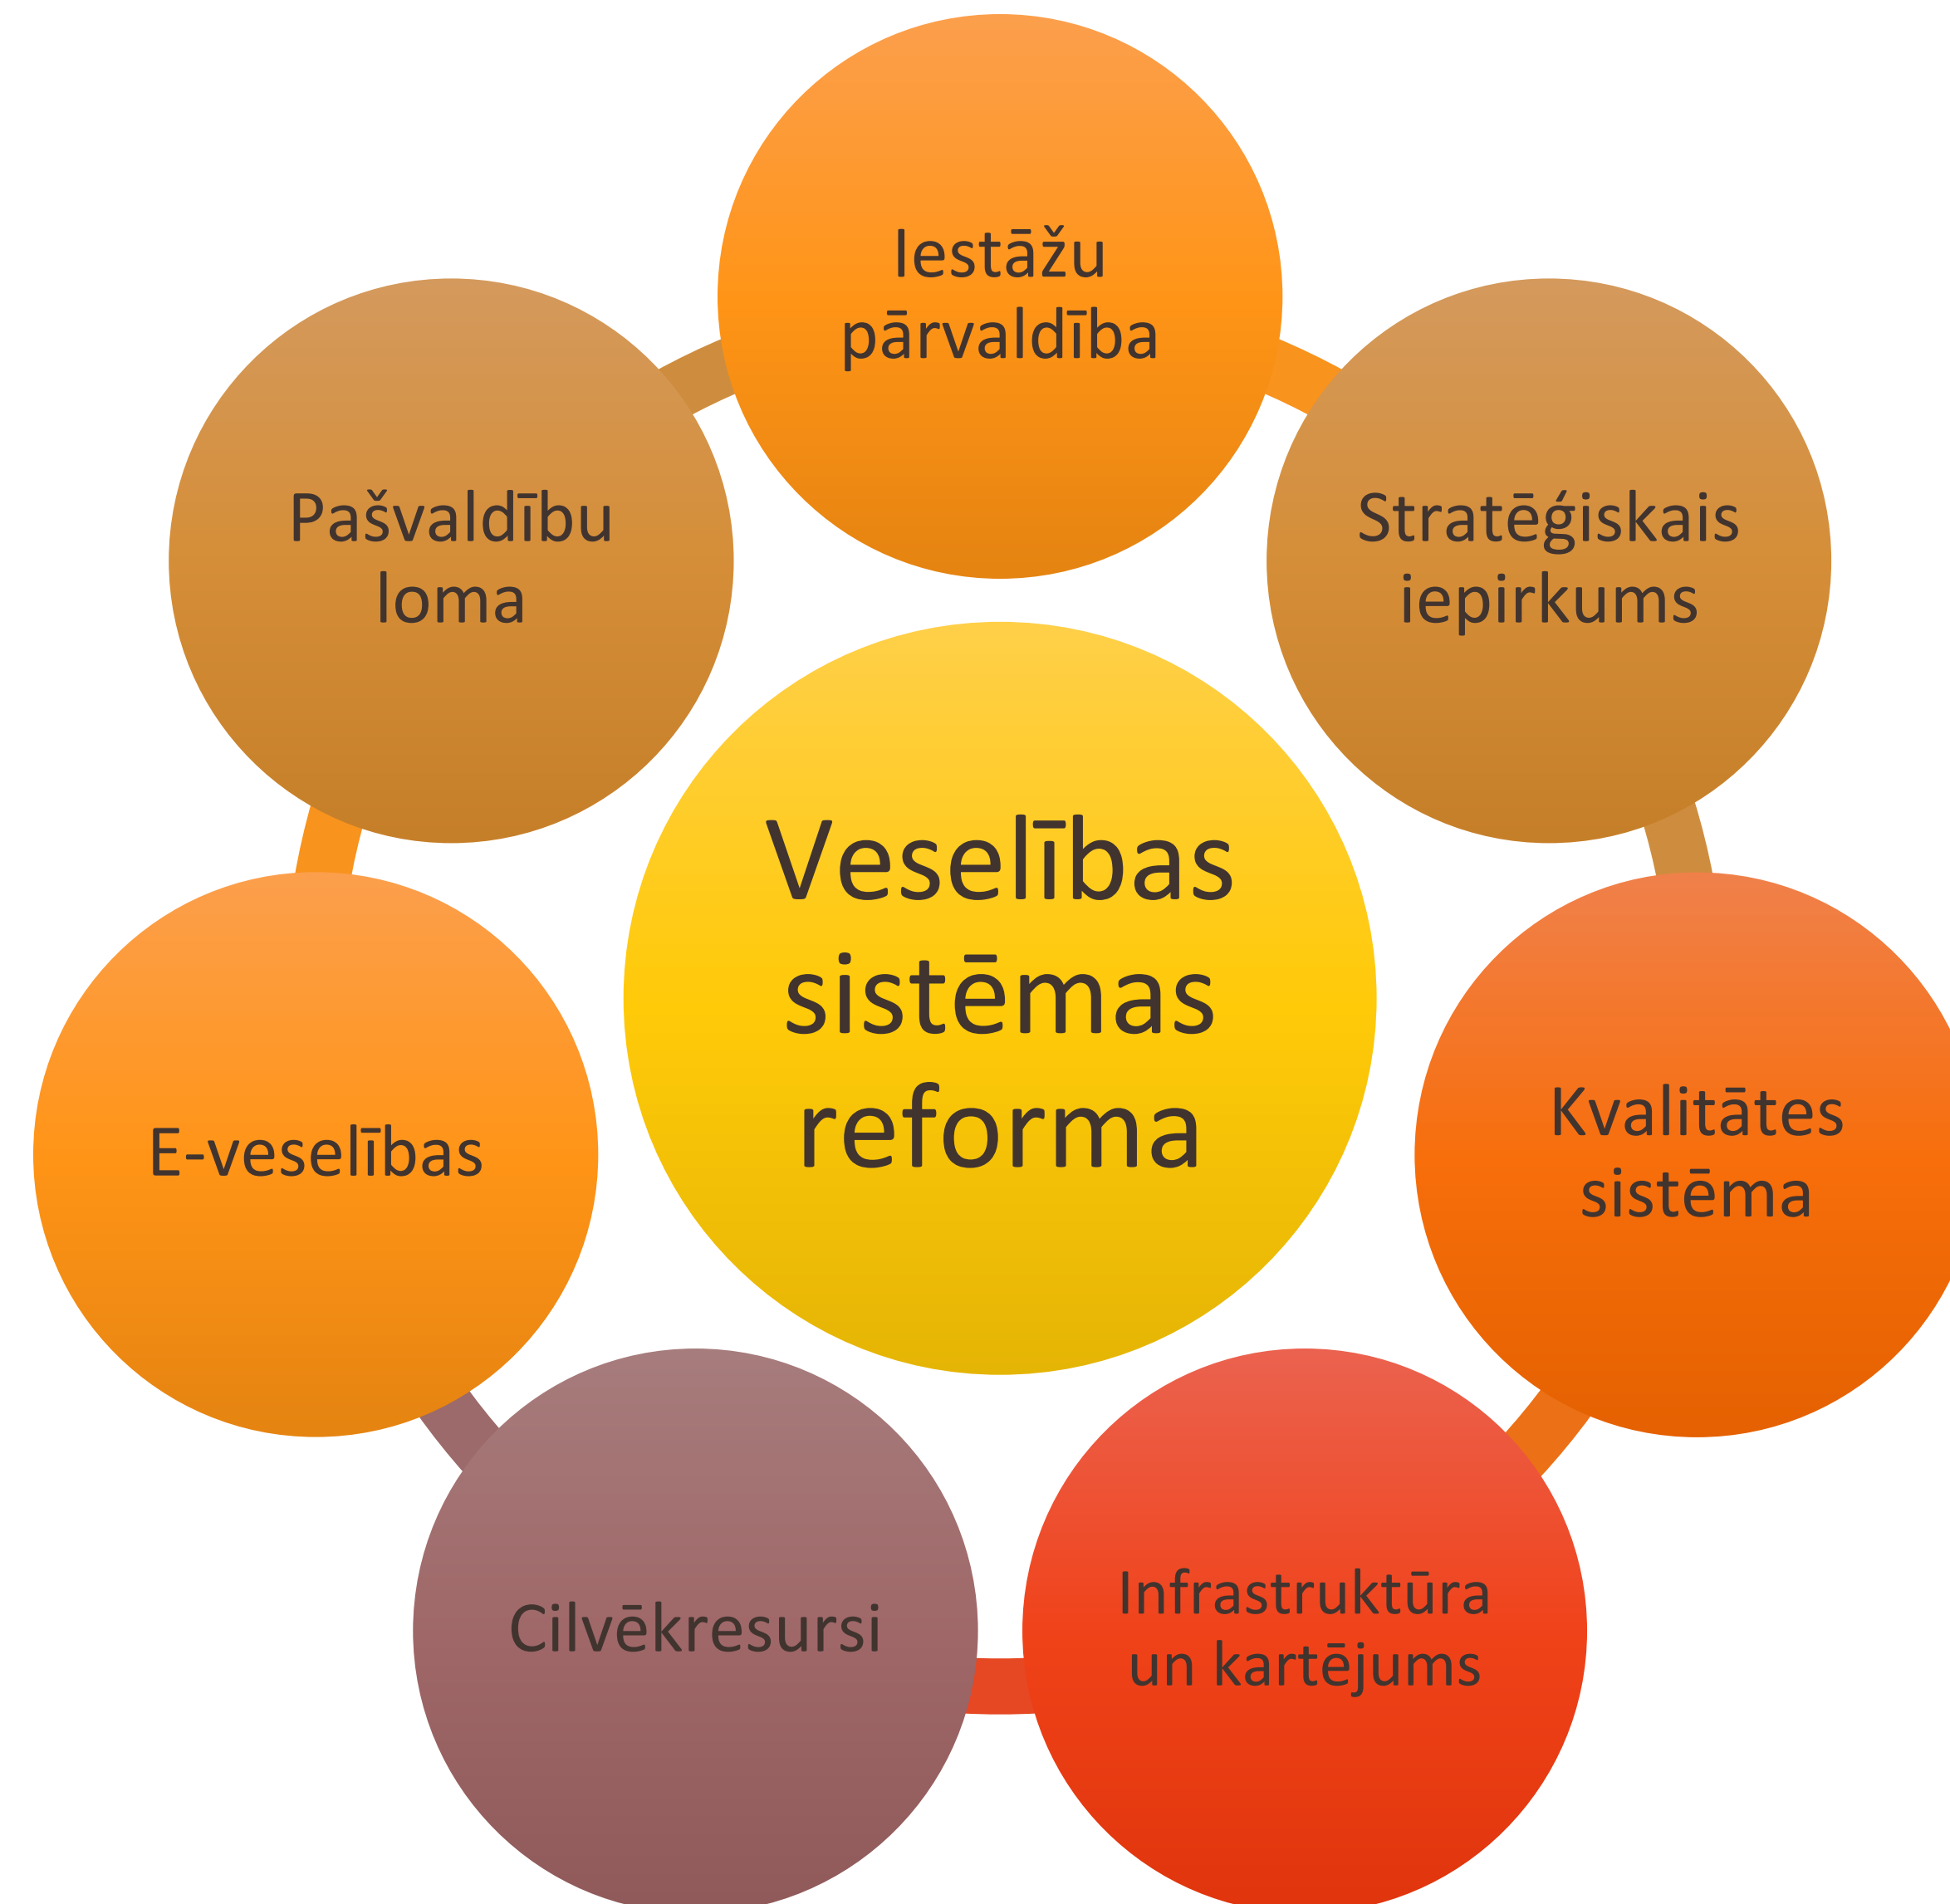 Iestāžu
pārvaldība
Pašvaldību
loma
Stratēģiskais
iepirkums
Veselības
sistēmas
reforma
E-veselības
Kvalitātes
sistēma
Cilvēkresursi
Infrastruktūra
un kartējums